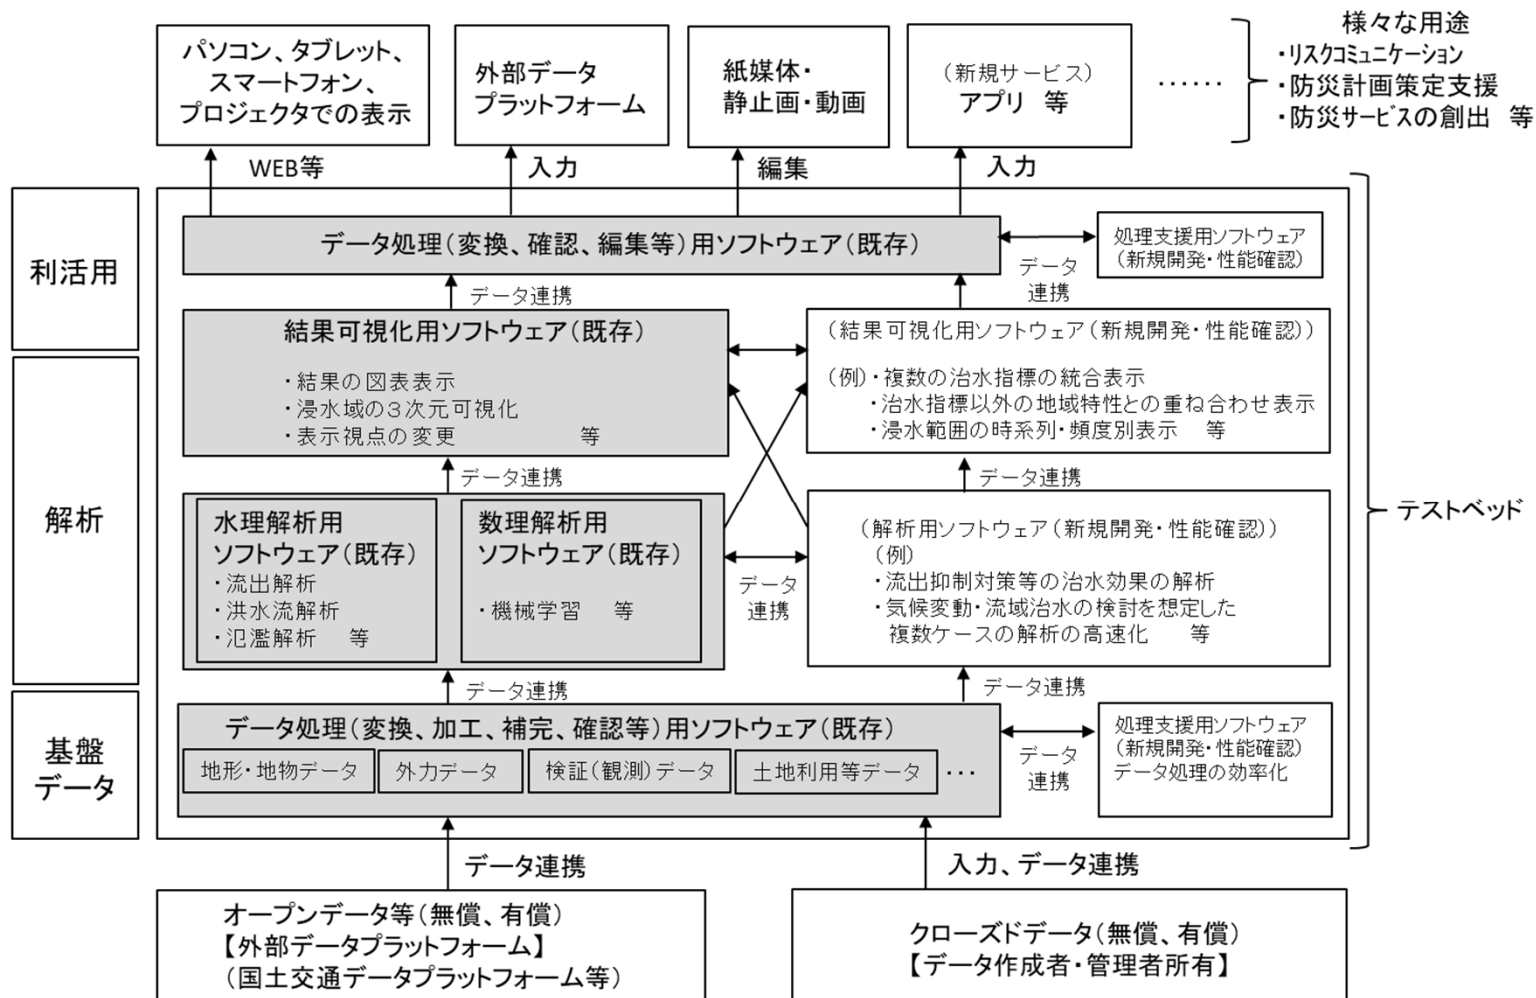 パソコン、タブレット、
スマートフォン、
プロジェクタでの表示
外部データ
プラットフォーム
紙媒体・
静止画・動画
（新規サービス）
アプリ 等
……
様々な用途
・リスクコミュニケーション
・防災計画策定支援
・防災サービスの創出 等
WEB等
入力
編集
入力
利活用
データ処理（変換、確認、編集等）用ソフトウェア（既存）
データ
連携
処理支援用ソフトウェア
（新規開発・性能確認）
データ連携
結果可視化用ソフトウェア（既存）
・結果の図表表示
・浸水域の３次元可視化
・表示視点の変更 等
（結果可視化用ソフトウェア（新規開発・性能確認））
（例）・複数の治水指標の統合表示
・治水指標以外の地域特性との重ね合わせ表示
・浸水範囲の時系列・頻度別表示 等
解析
データ連携
データ連携
テストベッド
水理解析用
ソフトウェア（既存）
・流出解析
・洪水流解析
・氾濫解析 等
数理解析用
ソフトウェア（既存）
・機械学習 等
データ
連携
（解析用ソフトウェア（新規開発・性能確認））
（例）
・流出抑制対策等の治水効果の解析
・気候変動・流域治水の検討を想定した
複数ケースの解析の高速化 等
データ連携
データ連携
基盤
データ
データ処理（変換、加工、補完、確認等）用ソフトウェア（既存）
地形・地物データ
外力データ
検証（観測）データ
土地利用等データ
…
データ
連携
処理支援用ソフトウェア
（新規開発・性能確認）
データ処理の効率化
データ連携
入力、データ連携
オープンデータ等（無償、有償）
【外部データプラットフォーム】
（国土交通データプラットフォーム等）
クローズドデータ（無償、有償）
【データ作成者・管理者所有】